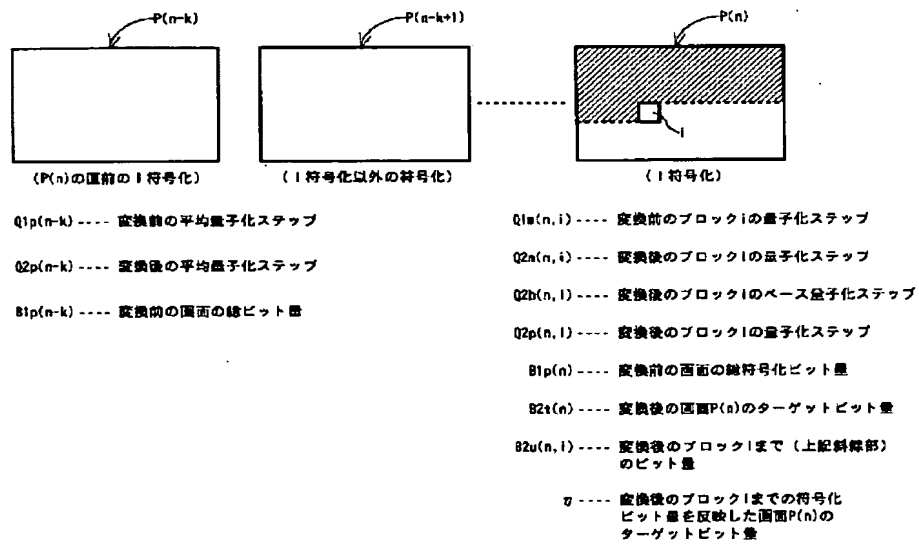 P(n-k)
P(n-k+1)
P(n)
i
(P(n)の直前のI符号化)
(I符号化以外の符号化)
(I符号化)
Q1p(n-k) ---- 変換前の平均量子化ステップ
Q2p(n-k) ---- 変換後の平均量子化ステップ
B1p(n-k) ---- 変換前の画面の総ビット量
Q1m(n,i) ---- 変換前のブロックiの量子化ステップ
Q2m(n,i) ---- 変換後のブロックiの量子化ステップ
Q2b(n,i) ---- 変換後のブロックiのベース量子化ステップ
Q2p(n,i) ---- 変換後のブロックiの量子化ステップ
B1p(n) ---- 変換前の画面の総符号化ビット量
B2t(n) ---- 変換後の画面P(n)のターゲットビット量
B2u(n,i) ---- 変換後のブロックiまで（上記斜線部）
のビット量
η ---- 変換後のブロックiまでの符号化
ビット量を反映した画面P(n)の
ターゲットビット量